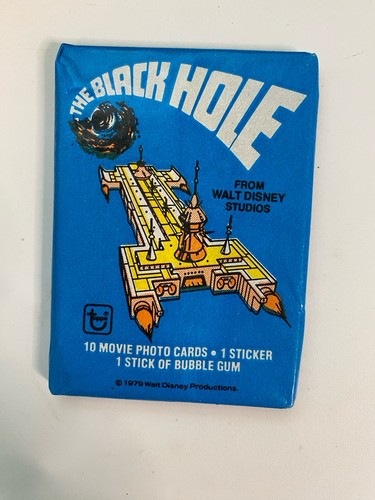 THE BLACK HOLE
FROM
WALT DISNEY
STUDIOS
10 MOVIE PHOTO CARDS • 1 STICKER
1 STICK OF BUBBLE GUM
© 1979 Walt Disney Productions.